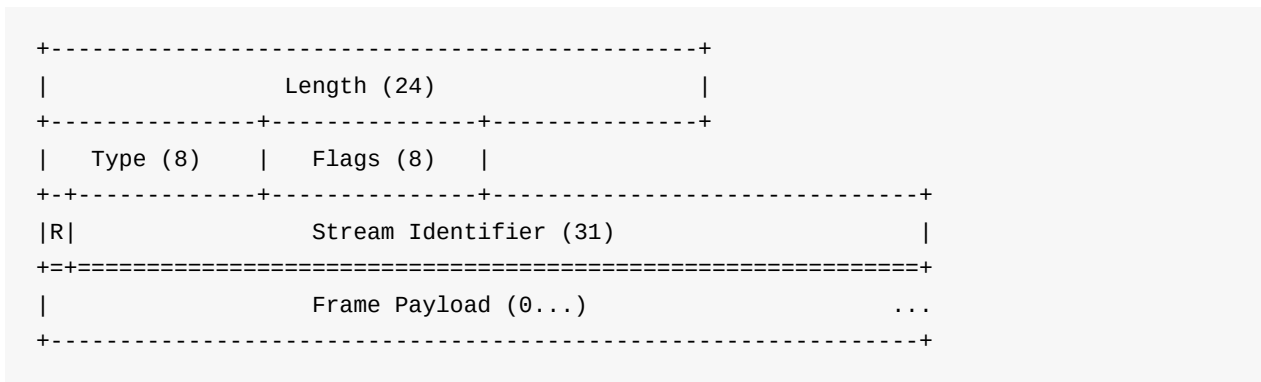 +-----------------------------------------------+
|                 Length (24)                   |
+---------------+---------------+---------------+
|   Type (8)    |   Flags (8)   |
+-+-------------+---------------+-------------------------------+
|R|                 Stream Identifier (31)                      |
+=+=============================================================+
|                   Frame Payload (0...)                      ...
+---------------------------------------------------------------+